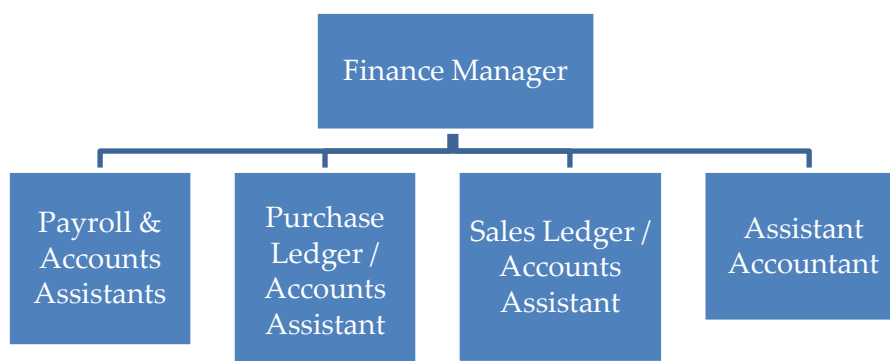 Finance Manager
Payroll &
Accounts
Assistants
Purchase
Ledger /
Accounts
Assistant
Sales Ledger /
Accounts
Assistant
Assistant
Accountant